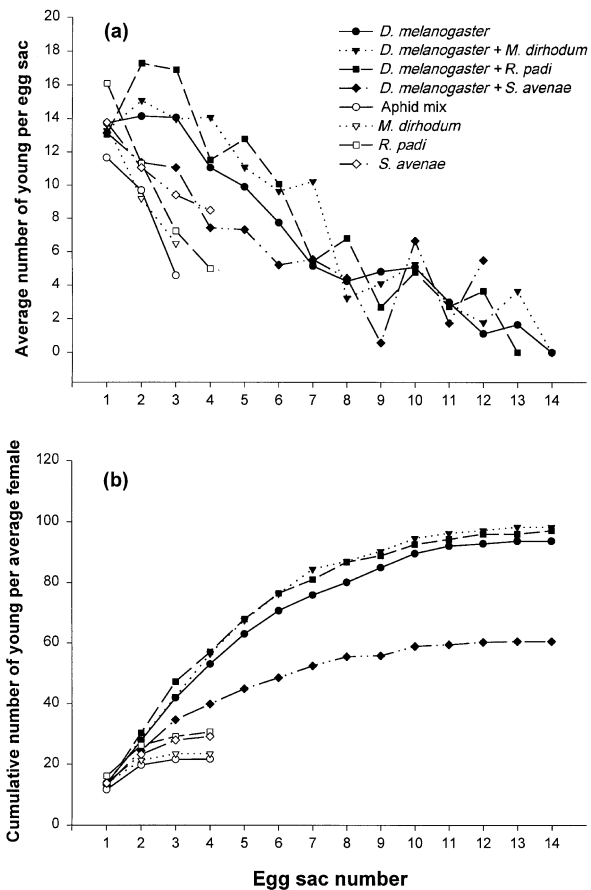 (a)
Average number of young per egg sac
20
18
16
14
12
10
8
6
4
2
0
D. melanogaster
D. melanogaster + M. dirhodum
D. melanogaster + R. padi
D. melanogaster + S. avenae
Aphid mix
M. dirhodum
R. padi
S. avenae
1 2 3 4 5 6 7 8 9 10 11 12 13 14
(b)
Cumulative number of young per average female
120
100
80
60
40
20
0
1 2 3 4 5 6 7 8 9 10 11 12 13 14
Egg sac number